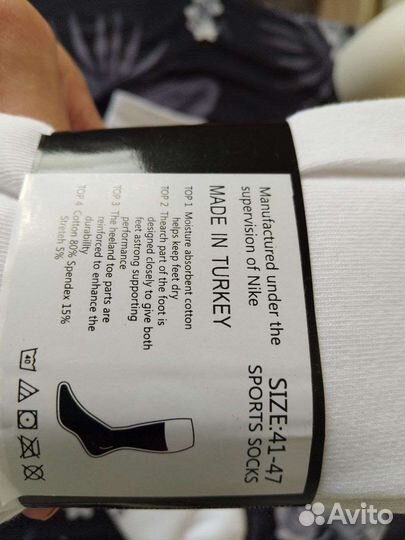 Manufactured under the
supervision of Nike
MADE IN TURKEY
TOP 1 Moisture absorbent cotton
helps keep feet dry
TOP 2 Thearch part of the foot is
designed closely to give both
feet astrong supporting
performance
TOP 3 The heeland toe parts are
reinforced to enhance the
durability
TOP 4 Cotton 80% Spendex 15%
Streteh 5%
SIZE:41-47
SPORTS SOCKS
40
Avito